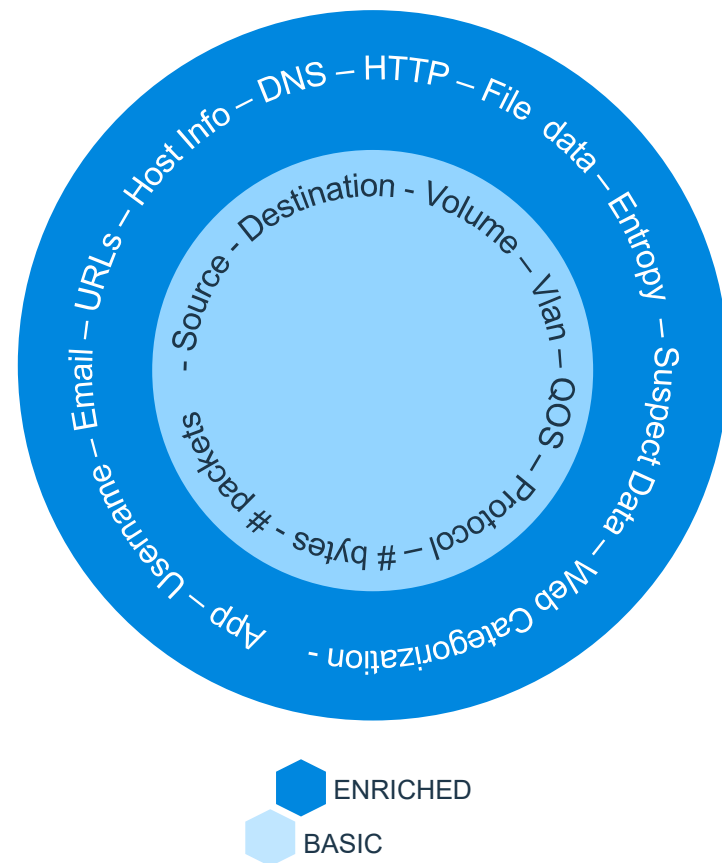 App – Username – Email – URLs – Host Info – DNS – HTTP – File data – Entropy – Suspect Data – Web Categorization -
- Source - Destination - Volume – Vlan – QOS – Protocol – # bytes - # packets
ENRICHED
BASIC